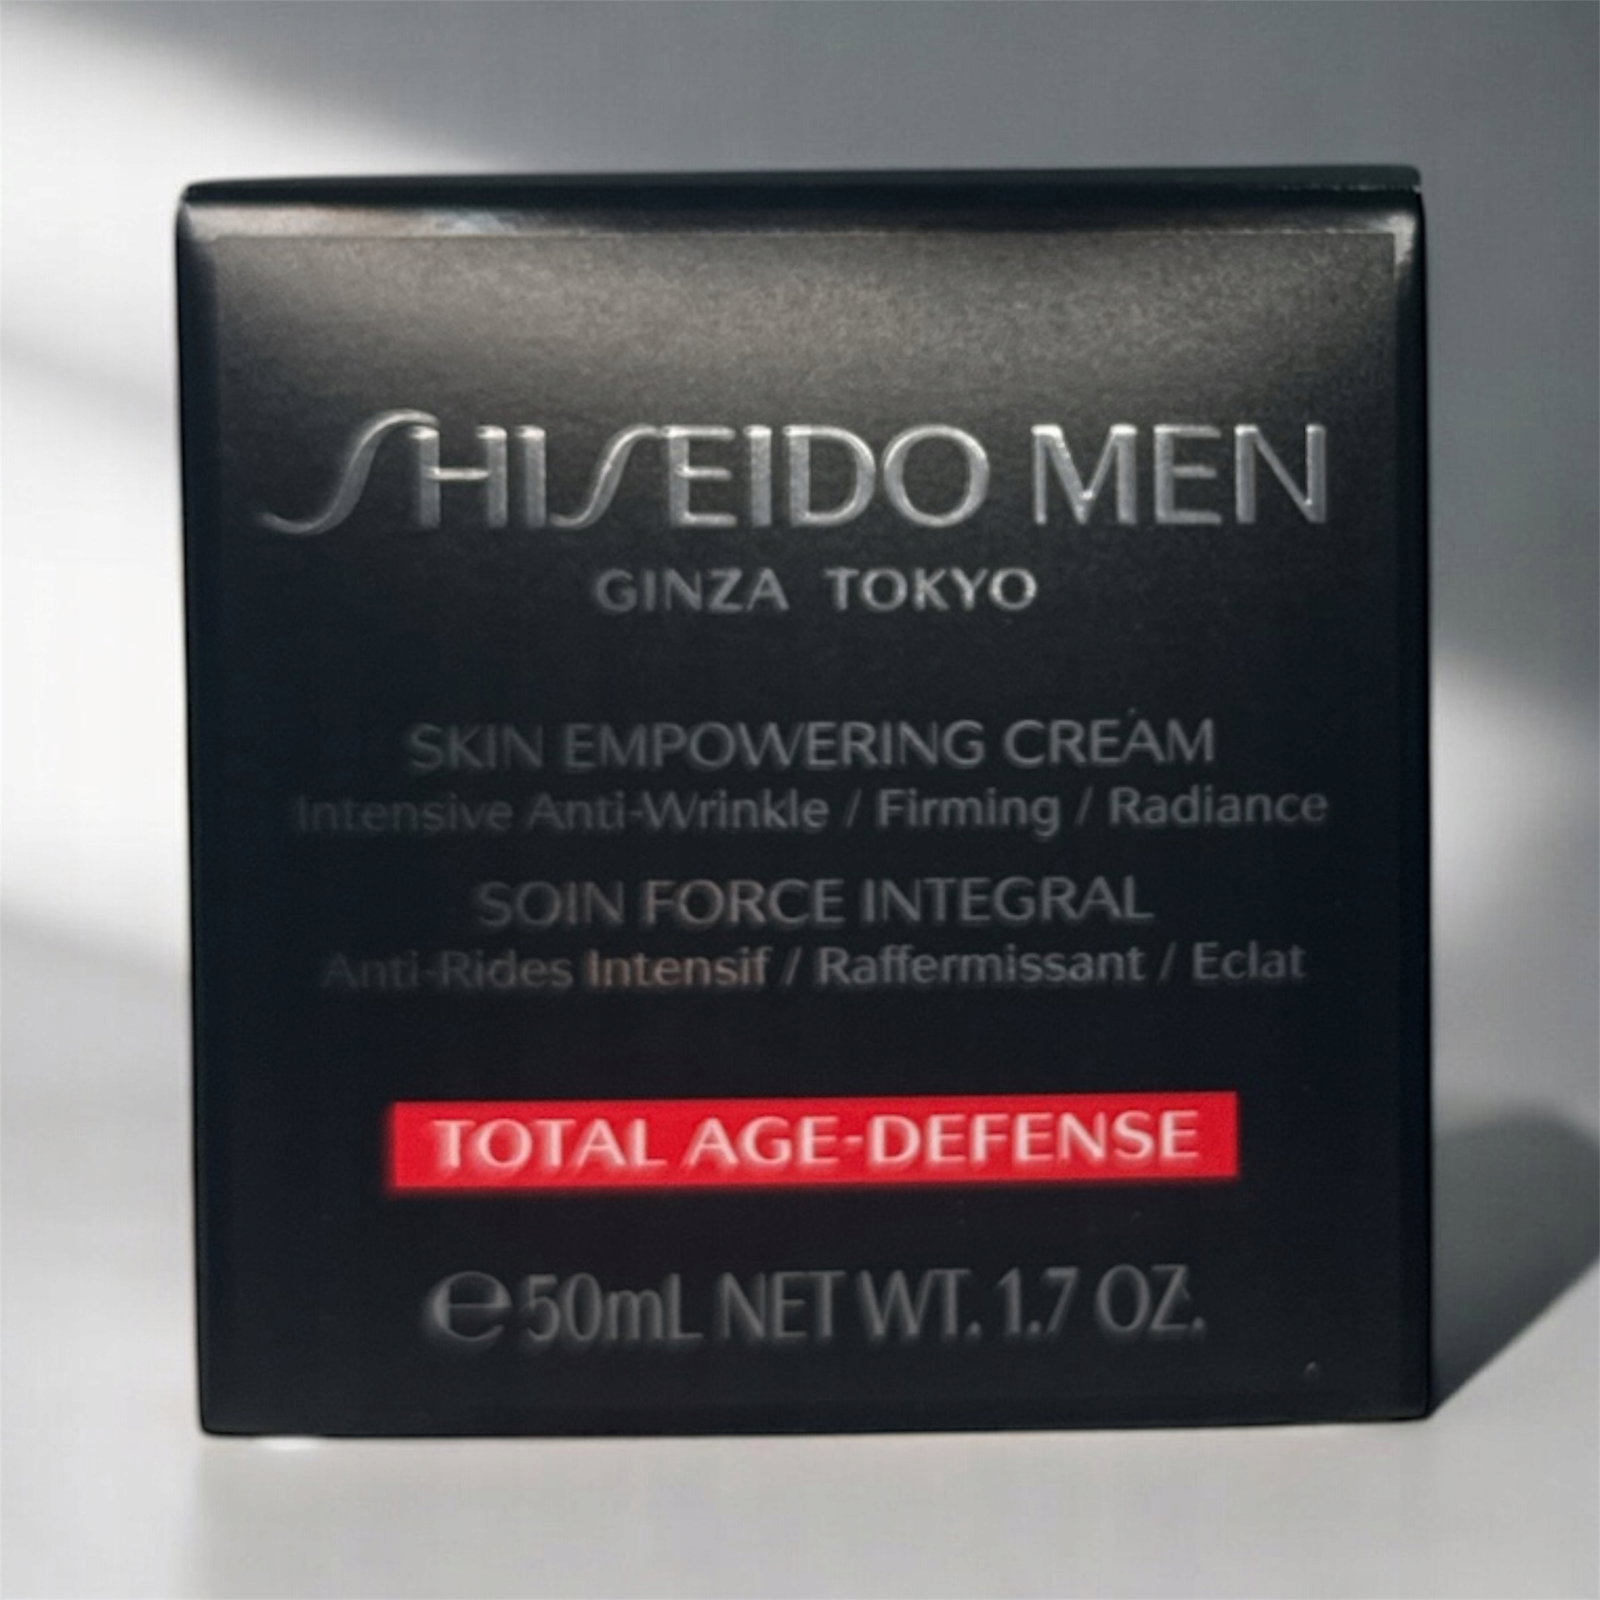 SHISEIDO MEN
GINZA TOKYO
SKIN EMPOWERING CREAM
Intensive Anti-Wrinkle / Firming / Radiance
SOIN FORCE INTEGRAL
Anti-Rides Intensif / Raffermissant / Eclat
TOTAL AGE-DEFENSE
℮50mL NET WT. 1.7 OZ.